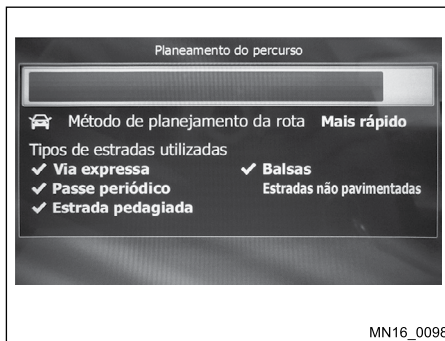 Planeamento do percurso
Método de planejamento da rota Mais rápido
Tipos de estradas utilizadas
Via expressa Balsas
Passe periódico Estradas não pavimentadas
Estrada pedagiada
MN16_0098